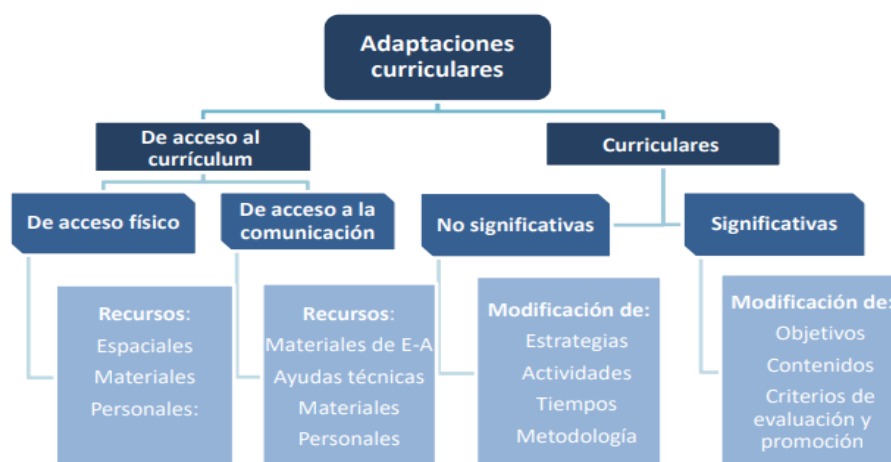 Adaptaciones
curriculares
De acceso al
currículum
Curriculares
De acceso físico
De acceso a la
comunicación
No significativas
Significativas
Recursos:
Espaciales
Materiales
Personales:
Recursos:
Materiales de E-A
Ayudas técnicas
Materiales
Personales
Modificación de:
Estrategias
Actividades
Tiempos
Metodología
Modificación de:
Objetivos
Contenidos
Criterios de
evaluación y
promoción